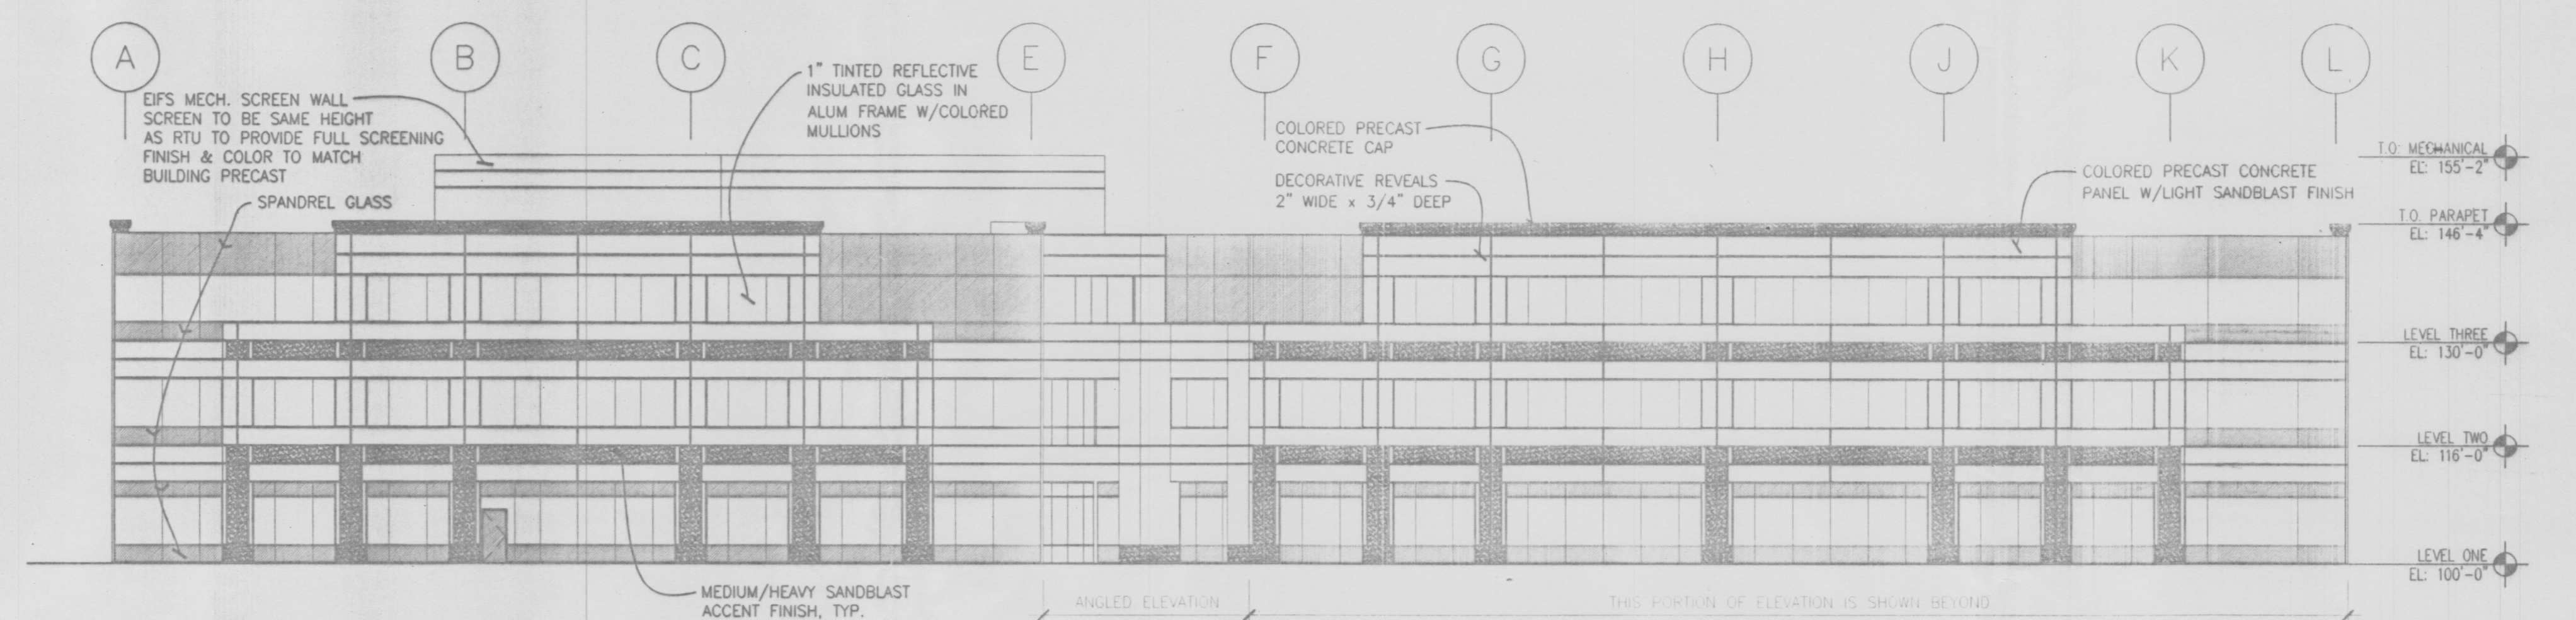 A
B
C
E
F
G
H
J
K
L
EIFS MECH. SCREEN WALL
SCREEN TO BE SAME HEIGHT
AS RTU TO PROVIDE FULL SCREENING
FINISH & COLOR TO MATCH
BUILDING PRECAST
SPANDREL GLASS
1" TINTED REFLECTIVE
INSULATED GLASS IN
ALUM FRAME W/COLORED
MULLIONS
COLORED PRECAST
CONCRETE CAP
DECORATIVE REVEALS
2" WIDE x 3/4" DEEP
COLORED PRECAST CONCRETE
PANEL W/LIGHT SANDBLAST FINISH
T.O. MECHANICAL
EL: 155'-2"
T.O. PARAPET
EL: 146'-4"
LEVEL THREE
EL: 130'-0"
LEVEL TWO
EL: 116'-0"
LEVEL ONE
EL: 100'-0"
MEDIUM/HEAVY SANDBLAST
ACCENT FINISH, TYP.
ANGLED ELEVATION
THIS PORTION OF ELEVATION IS SHOWN BEYOND